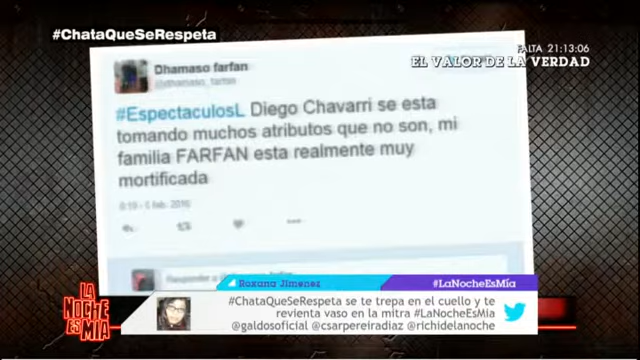 #ChataQueSeRespeta
FALTA 21:13:06
EL VALOR DE LA VERDAD
Dhamaso farfan
#EspectaculosL Diego Chavarri se esta
tomando muchos atributos que no son, mi
familia FARFAN esta realmente muy
mortificada
Roxana Jimenez
#LaNocheEsMía
#ChataQueSeRespeta se te trepa en el cuello y te
revienta vaso en la mitra #LaNocheEsMia
@galdosoficial @csarpereiradiaz @richidelanoche
LA
NOCHE
ES
MIA